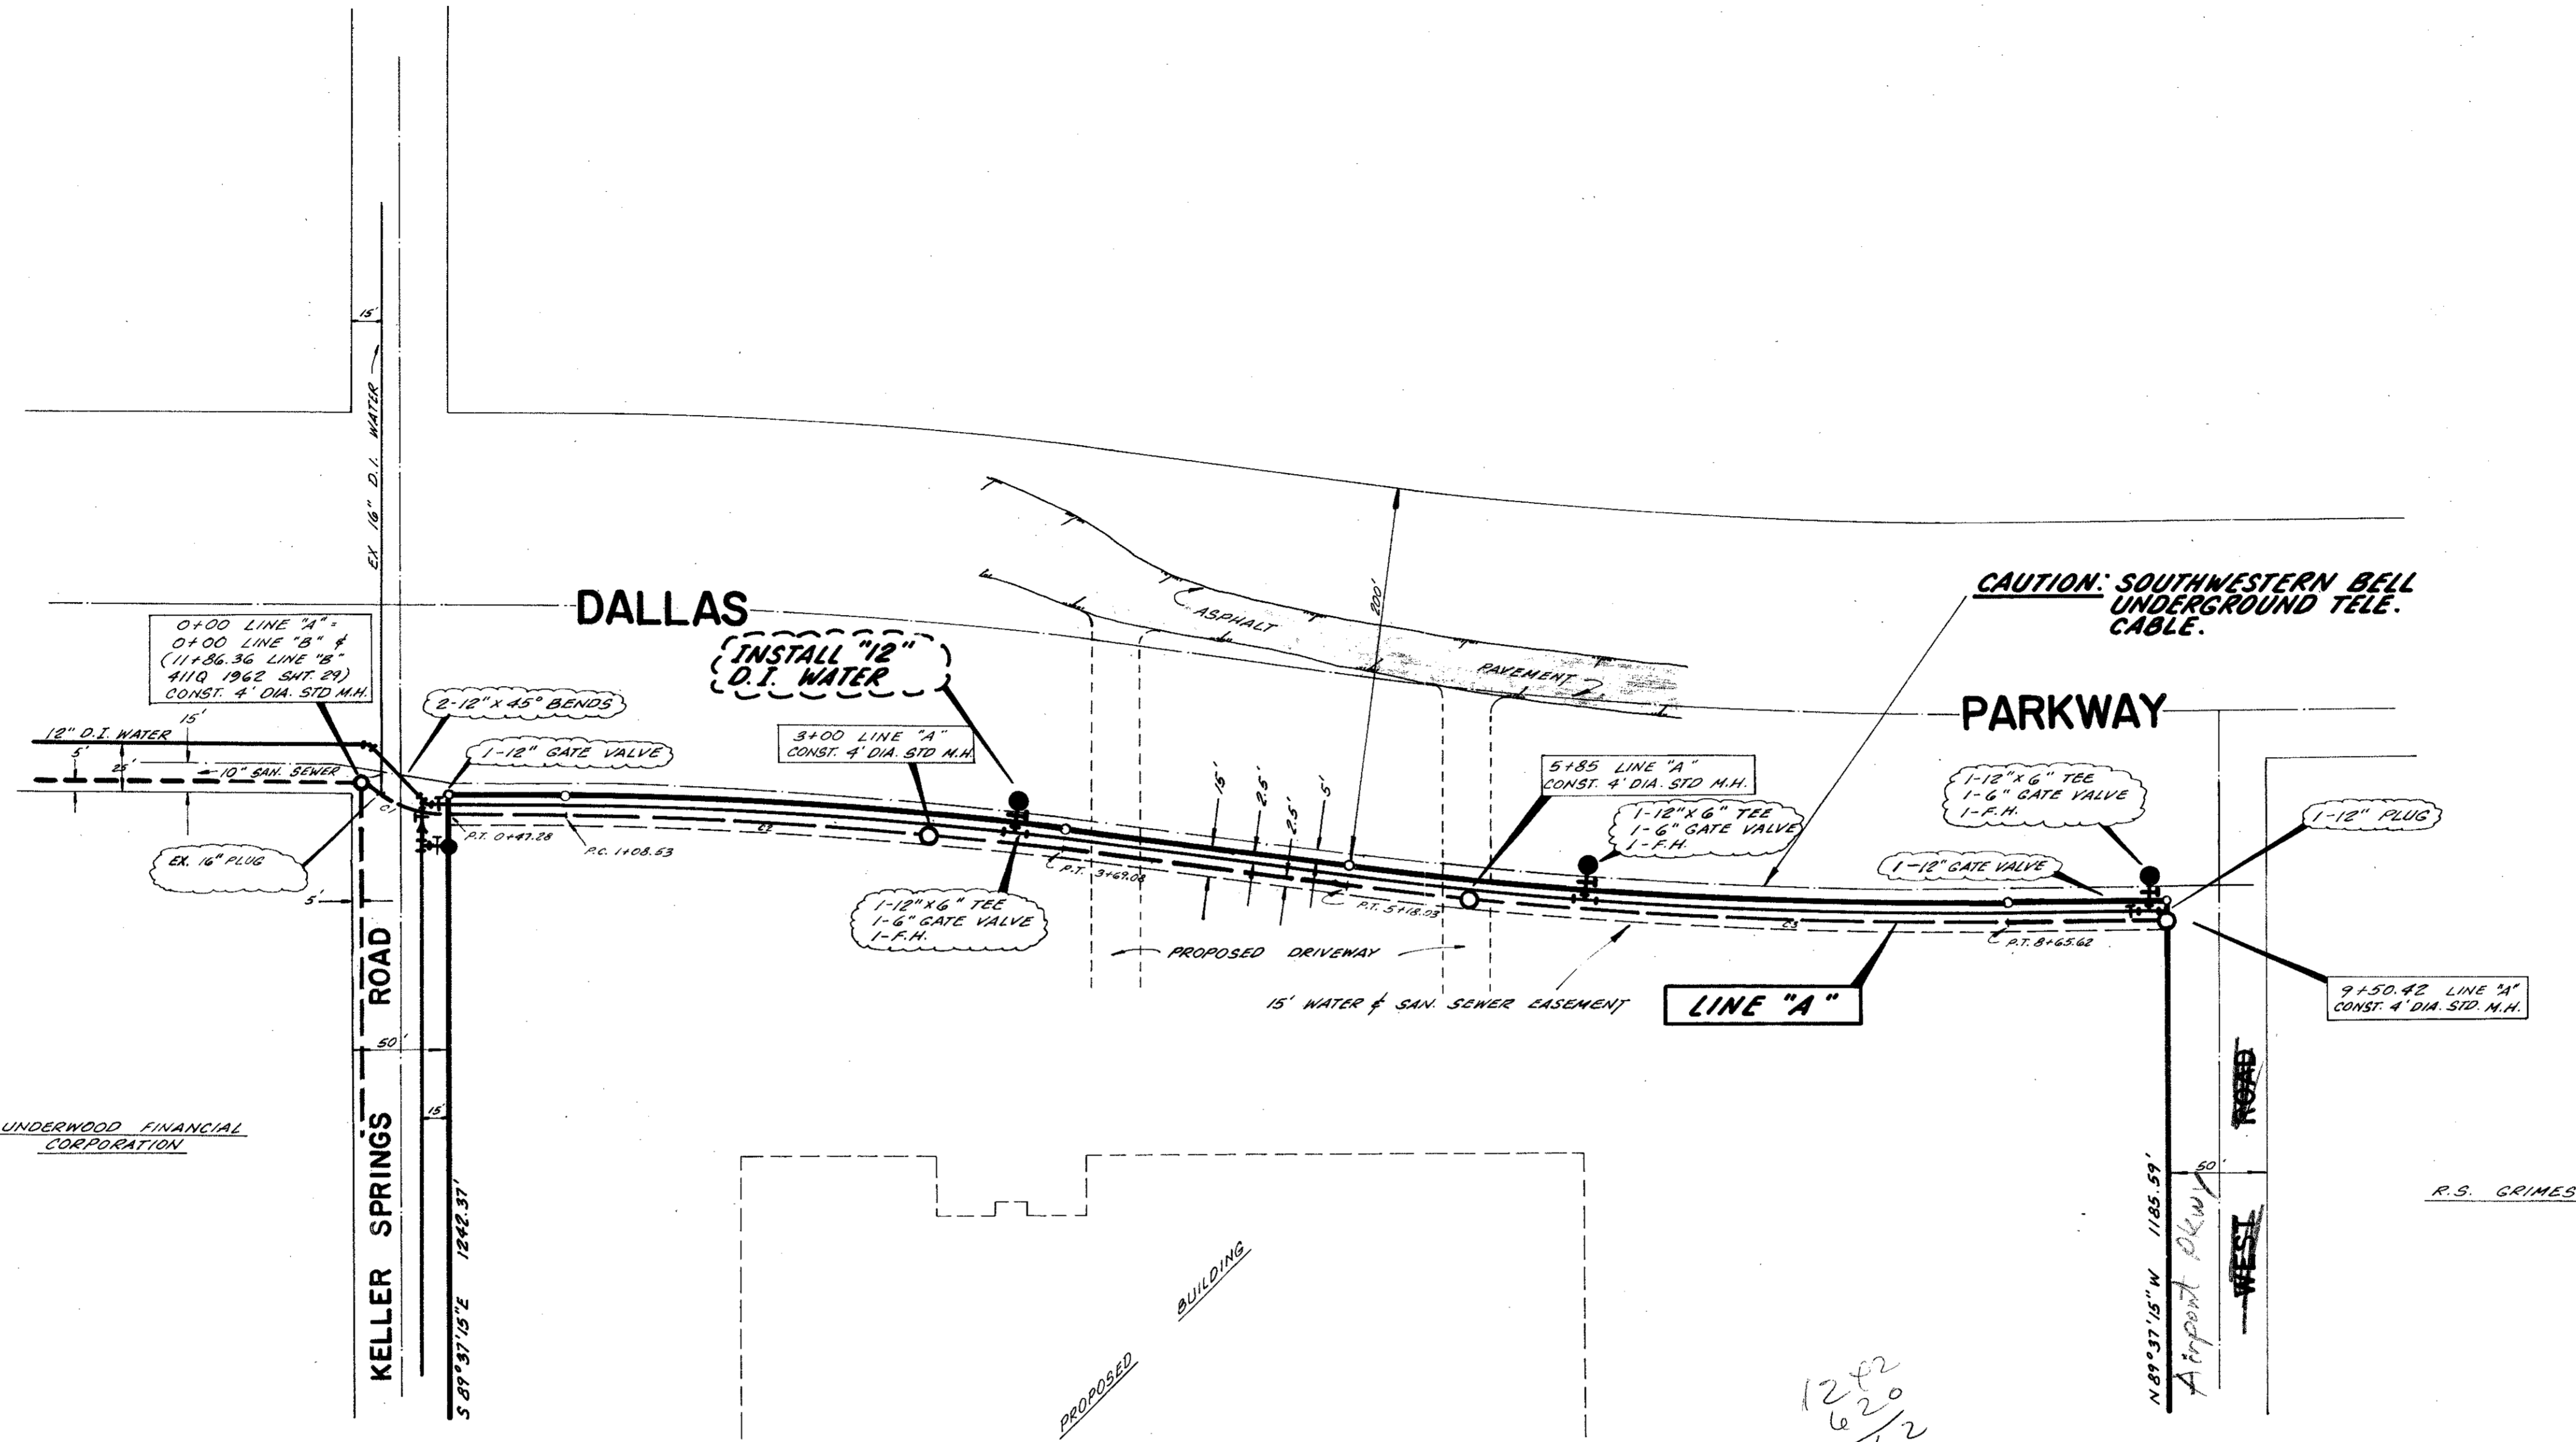 15'
EX 16" D.I. WATER
DALLAS
200'
ASPHALT
PAVEMENT
CAUTION: SOUTHWESTERN BELL
UNDERGROUND TELE.
CABLE.
0+00 LINE "A" =
0+00 LINE "B" &
(11+86.36 LINE "B"
411Q 1962 SHT. 29)
CONST. 4' DIA. STD M.H.
INSTALL "12"
D.I. WATER
2-12" X 45° BENDS
PARKWAY
15'
12" D.I. WATER
5'
25'
10" SAN. SEWER
1-12" GATE VALVE
3+00 LINE "A"
CONST. 4' DIA. STD M.H.
15'
2.5'
2.5'
5'
5+85 LINE "A"
CONST. 4' DIA. STD M.H.
1-12" X 6" TEE
1-6" GATE VALVE
1-F.H.
1-12" X 6" TEE
1-6" GATE VALVE
1-F.H.
1-12" PLUG
C1
P.T. 0+47.28
C2
P.C. 1+08.53
EX. 16" PLUG
5'
P.T. 3+69.08
1-12" GATE VALVE
1-12" X 6" TEE
1-6" GATE VALVE
1-F.H.
P.T. 5+18.03
C3
P.T. 8+65.62
PROPOSED DRIVEWAY
15' WATER & SAN. SEWER EASEMENT
LINE "A"
9+50.42 LINE "A"
CONST. 4' DIA. STD. M.H.
50'
15'
UNDERWOOD FINANCIAL
CORPORATION
KELLER SPRINGS ROAD
S 89° 37' 15" E 1242.37'
BUILDING
PROPOSED
N 89° 37' 15" W 1185.59'
50'
Airport Pkwy
WEST ROAD
R.S. GRIMES
1242
620